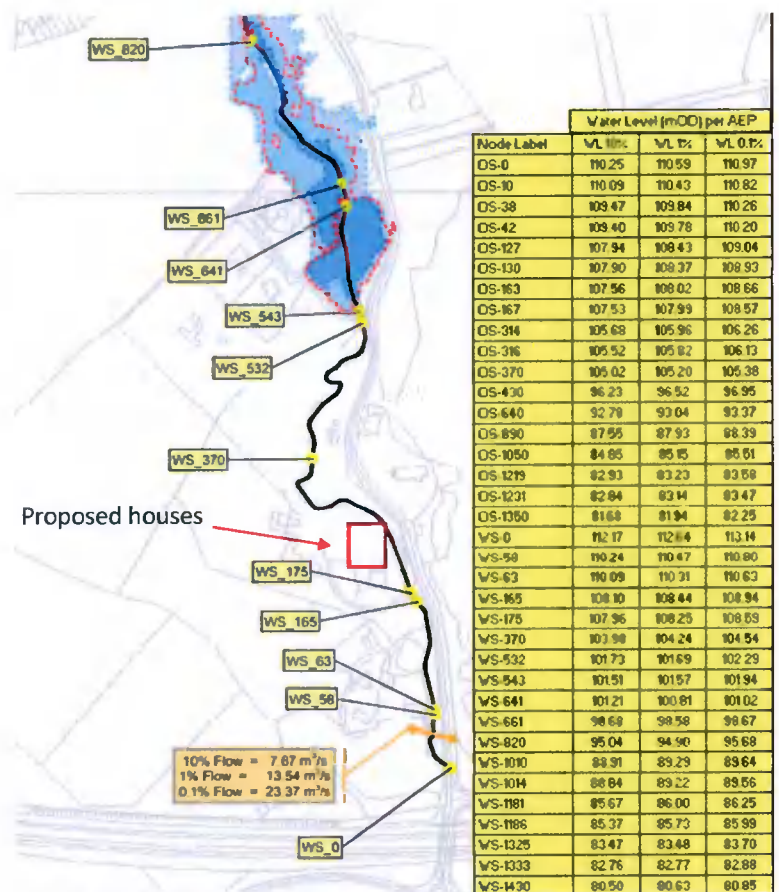 WS_820
WS_661
WS_641
WS_543
WS_532
WS_370
Proposed houses
WS_175
WS_165
WS_63
WS_58
10% Flow = 7.67 m³/s
1% Flow = 13.54 m³/s
0.1% Flow = 23.37 m³/s
WS_0
Water Level (mOD) per AEP
Node Label WL 10% WL 1% WL 0.1%
OS-0 110.25 110.59 110.97
OS-10 110.09 110.43 110.82
OS-38 109.47 109.84 110.26
OS-42 109.40 109.78 110.20
OS-127 107.94 108.43 109.04
OS-130 107.90 108.37 108.93
OS-163 107.56 108.02 108.66
OS-167 107.53 107.99 108.57
OS-314 105.68 105.96 106.26
OS-316 105.52 105.82 106.13
OS-370 105.02 105.20 105.38
OS-430 96.23 96.52 96.95
OS-640 92.78 93.04 93.37
OS-890 87.55 87.93 88.39
OS-1050 84.85 85.15 85.51
OS-1219 82.93 83.23 83.58
OS-1231 82.84 83.14 83.47
OS-1350 81.68 81.94 82.25
WS-0 112.17 112.64 113.14
WS-58 110.24 110.47 110.80
WS-63 110.09 110.31 110.63
WS-165 108.10 108.44 108.94
WS-175 107.96 108.25 108.59
WS-370 103.98 104.24 104.54
WS-532 101.73 101.69 102.29
WS-543 101.51 101.57 101.94
WS-641 101.21 100.81 101.02
WS-661 98.68 98.58 98.67
WS-820 95.04 94.90 95.68
WS-1010 88.91 89.29 89.64
WS-1014 88.84 89.22 89.56
WS-1181 85.67 86.00 86.25
WS-1186 85.37 85.73 85.99
WS-1325 83.47 83.48 83.70
WS-1333 82.76 82.77 82.88
WS-1430 80.50 80.63 80.85